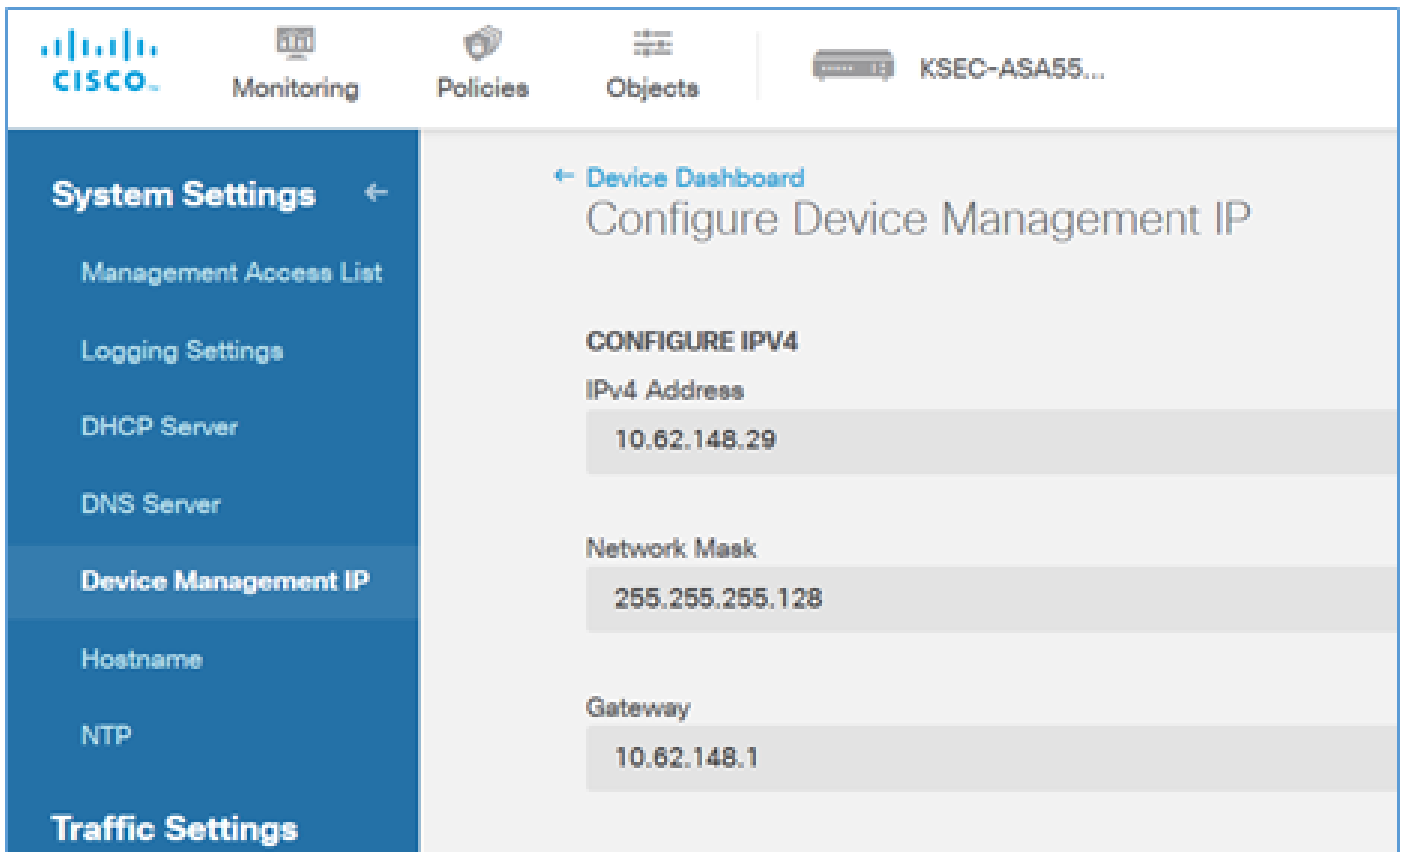 CISCO
Monitoring
Policies
Objects
KSEC-ASA55...
System Settings ←
Management Access List
Logging Settings
DHCP Server
DNS Server
Device Management IP
Hostname
NTP
Traffic Settings
← Device Dashboard
Configure Device Management IP
CONFIGURE IPV4
IPv4 Address
10.62.148.29
Network Mask
255.255.255.128
Gateway
10.62.148.1